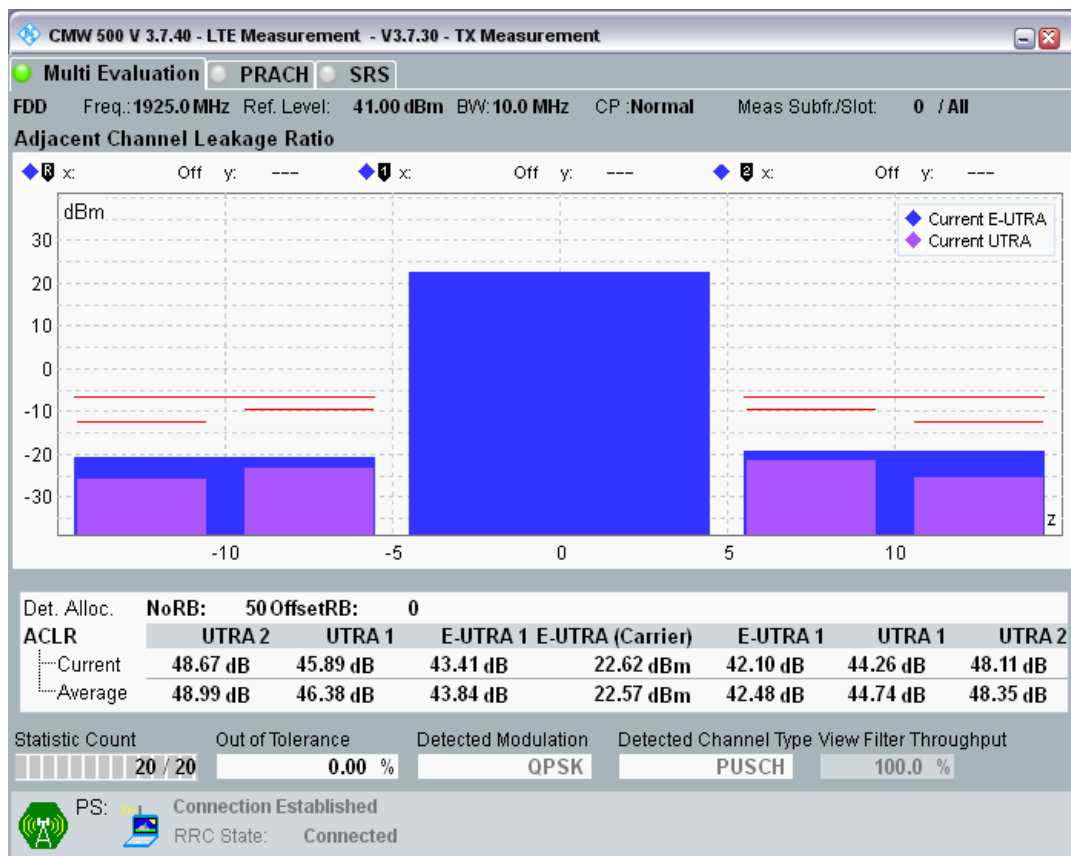 CMW 500 V 3.7.40 - LTE Measurement - V3.7.30 - TX Measurement
Multi Evaluation PRACH SRS
FDD Freq.:1925.0 MHz Ref. Level: 41.00 dBm BW:10.0 MHz CP :Normal Meas Subfr./Slot: 0 / All
Adjacent Channel Leakage Ratio
R x: Off y: --- 1 x: Off y: --- 2 x: Off y: ---
dBm
Current E-UTRA
Current UTRA
30
20
10
0
-10
-20
-30
z
-10 -5 0 5 10
Det. Alloc. NoRB: 50 OffsetRB: 0
ACLR UTRA 2 UTRA 1 E-UTRA 1 E-UTRA (Carrier) E-UTRA 1 UTRA 1 UTRA 2
Current 48.67 dB 45.89 dB 43.41 dB 22.62 dBm 42.10 dB 44.26 dB 48.11 dB
Average 48.99 dB 46.38 dB 43.84 dB 22.57 dBm 42.48 dB 44.74 dB 48.35 dB
Statistic Count Out of Tolerance Detected Modulation Detected Channel Type View Filter Throughput
20 / 20 0.00 % QPSK PUSCH 100.0 %
PS: Connection Established
RRC State: Connected